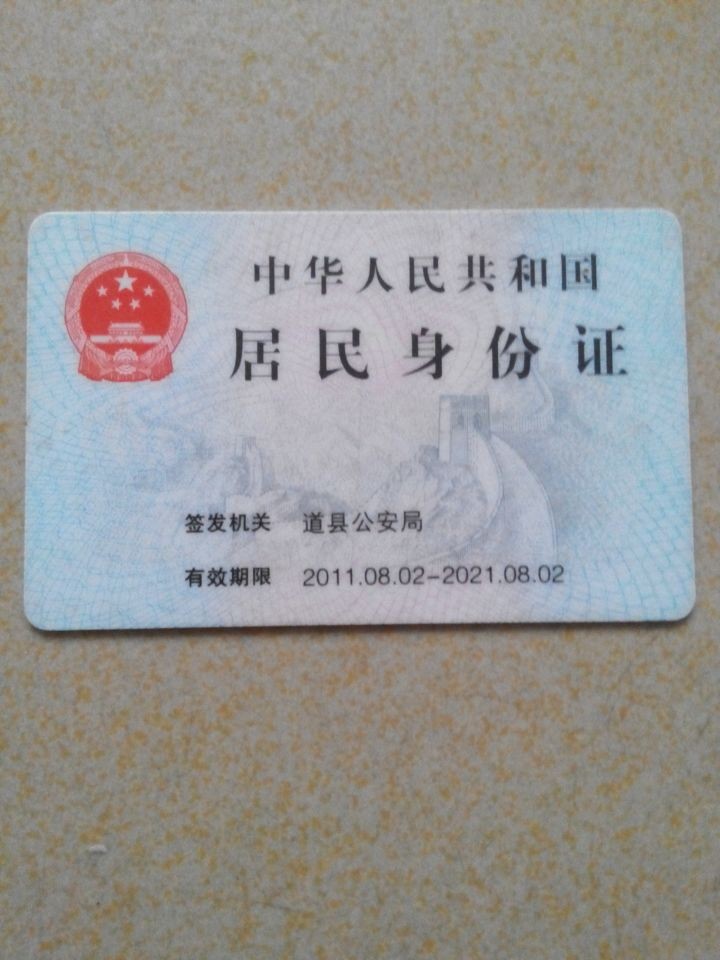 中华人民共和国
居民身份证
签发机关 道县公安局
有效期限 2011.08.02-2021.08.02